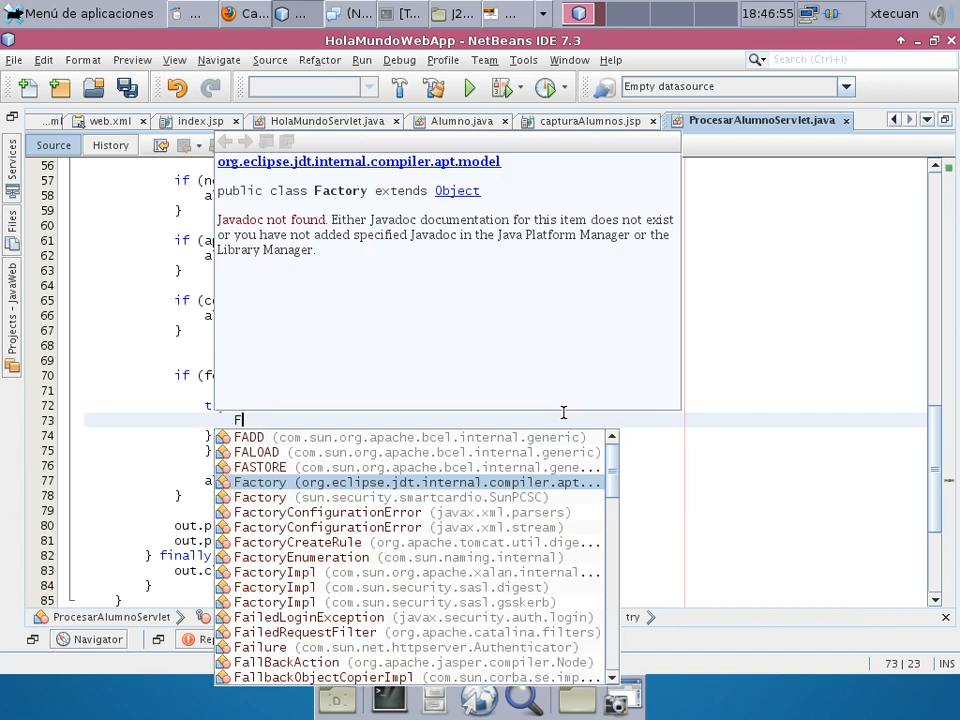 Menú de aplicaciones ... Ca... ... (N... [T... J2... ... 18:46:55 xtecuan
HolaMundoWebApp - NetBeans IDE 7.3
File Edit Format Preview View Navigate Source Refactor Run Debug Profile Team Tools Window Help Search (Ctrl+I)
Empty datasource
...ml web.xml index.jsp HolaMundoServlet.java Alumno.java capturaAlumnos.jsp ProcesarAlumnoServlet.java
Source History
Services
Files
Projects - JavaWeb
org.eclipse.jdt.internal.compiler.apt.model
public class Factory extends Object
Javadoc not found. Either Javadoc documentation for this item does not exist
or you have not added specified Javadoc in the Java Platform Manager or the
Library Manager.
56
57 if (no
58 a
59 }
60
61 if (a
62 a
63 }
64
65 if (c
66 a
67 }
68
69
70 if (f
71
72 t
73 F
74 }
75 }
76
77 a
78 }
79
80 out.p
81 out.p
82 } finally
83 out.c
84 }
85 }
FADD (com.sun.org.apache.bcel.internal.generic)
FALOAD (com.sun.org.apache.bcel.internal.generic)
FASTORE (com.sun.org.apache.bcel.internal.gene...
Factory (org.eclipse.jdt.internal.compiler.apt...
Factory (sun.security.smartcardio.SunPCSC)
FactoryConfigurationError (javax.xml.parsers)
FactoryConfigurationError (javax.xml.stream)
FactoryCreateRule (org.apache.tomcat.util.dige...
FactoryEnumeration (com.sun.naming.internal)
FactoryImpl (com.sun.org.apache.xalan.internal...
FactoryImpl (com.sun.security.sasl.digest)
FactoryImpl (com.sun.security.sasl.gsskerb)
FailedLoginException (javax.security.auth.login)
FailedRequestFilter (org.apache.catalina.filters)
Failure (com.sun.net.httpserver.Authenticator)
FallBackAction (org.apache.jasper.compiler.Node)
FallbackObjectCopierImpl (com.sun.corba.se.imp...
ProcesarAlumnoServlet try
Navigator Rep 73 | 23 INS